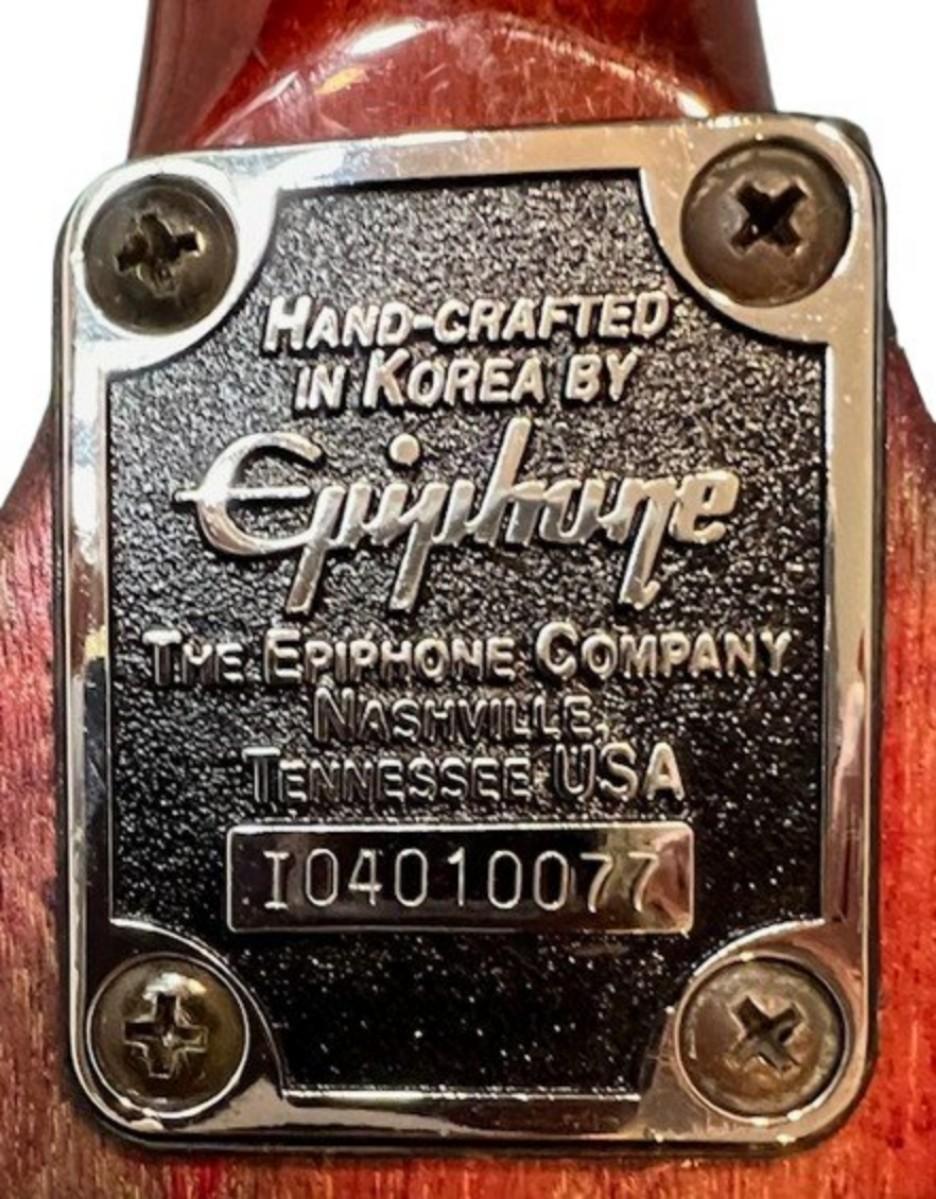 HAND-CRAFTED
IN KOREA BY
Epiphone
THE EPIPHONE COMPANY
NASHVILLE,
TENNESSEE USA
I04010077